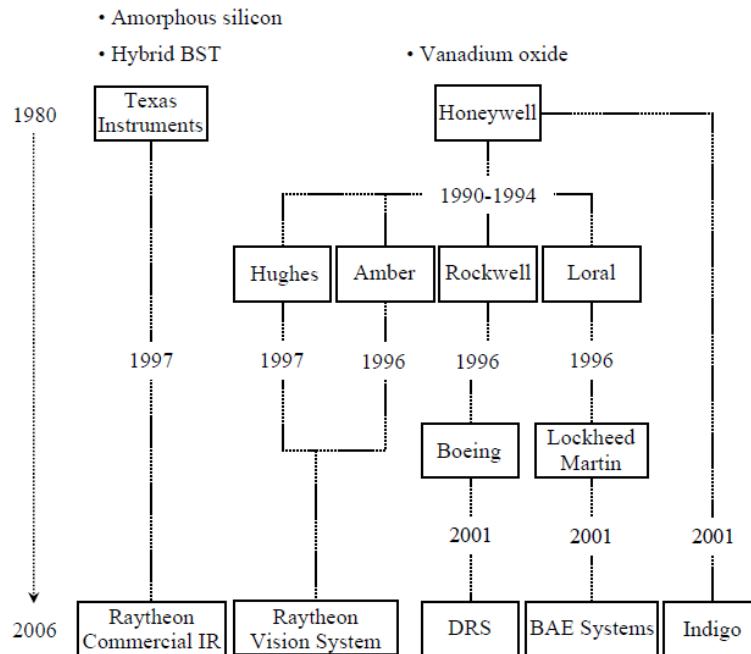 • Amorphous silicon
• Hybrid BST
• Vanadium oxide
1980
Texas
Instruments
Honeywell
1990-1994
Hughes
Amber
Rockwell
Loral
1997
1997
1996
1996
1996
Boeing
Lockheed
Martin
2001
2001
2001
2006
Raytheon
Commercial IR
Raytheon
Vision System
DRS
BAE Systems
Indigo